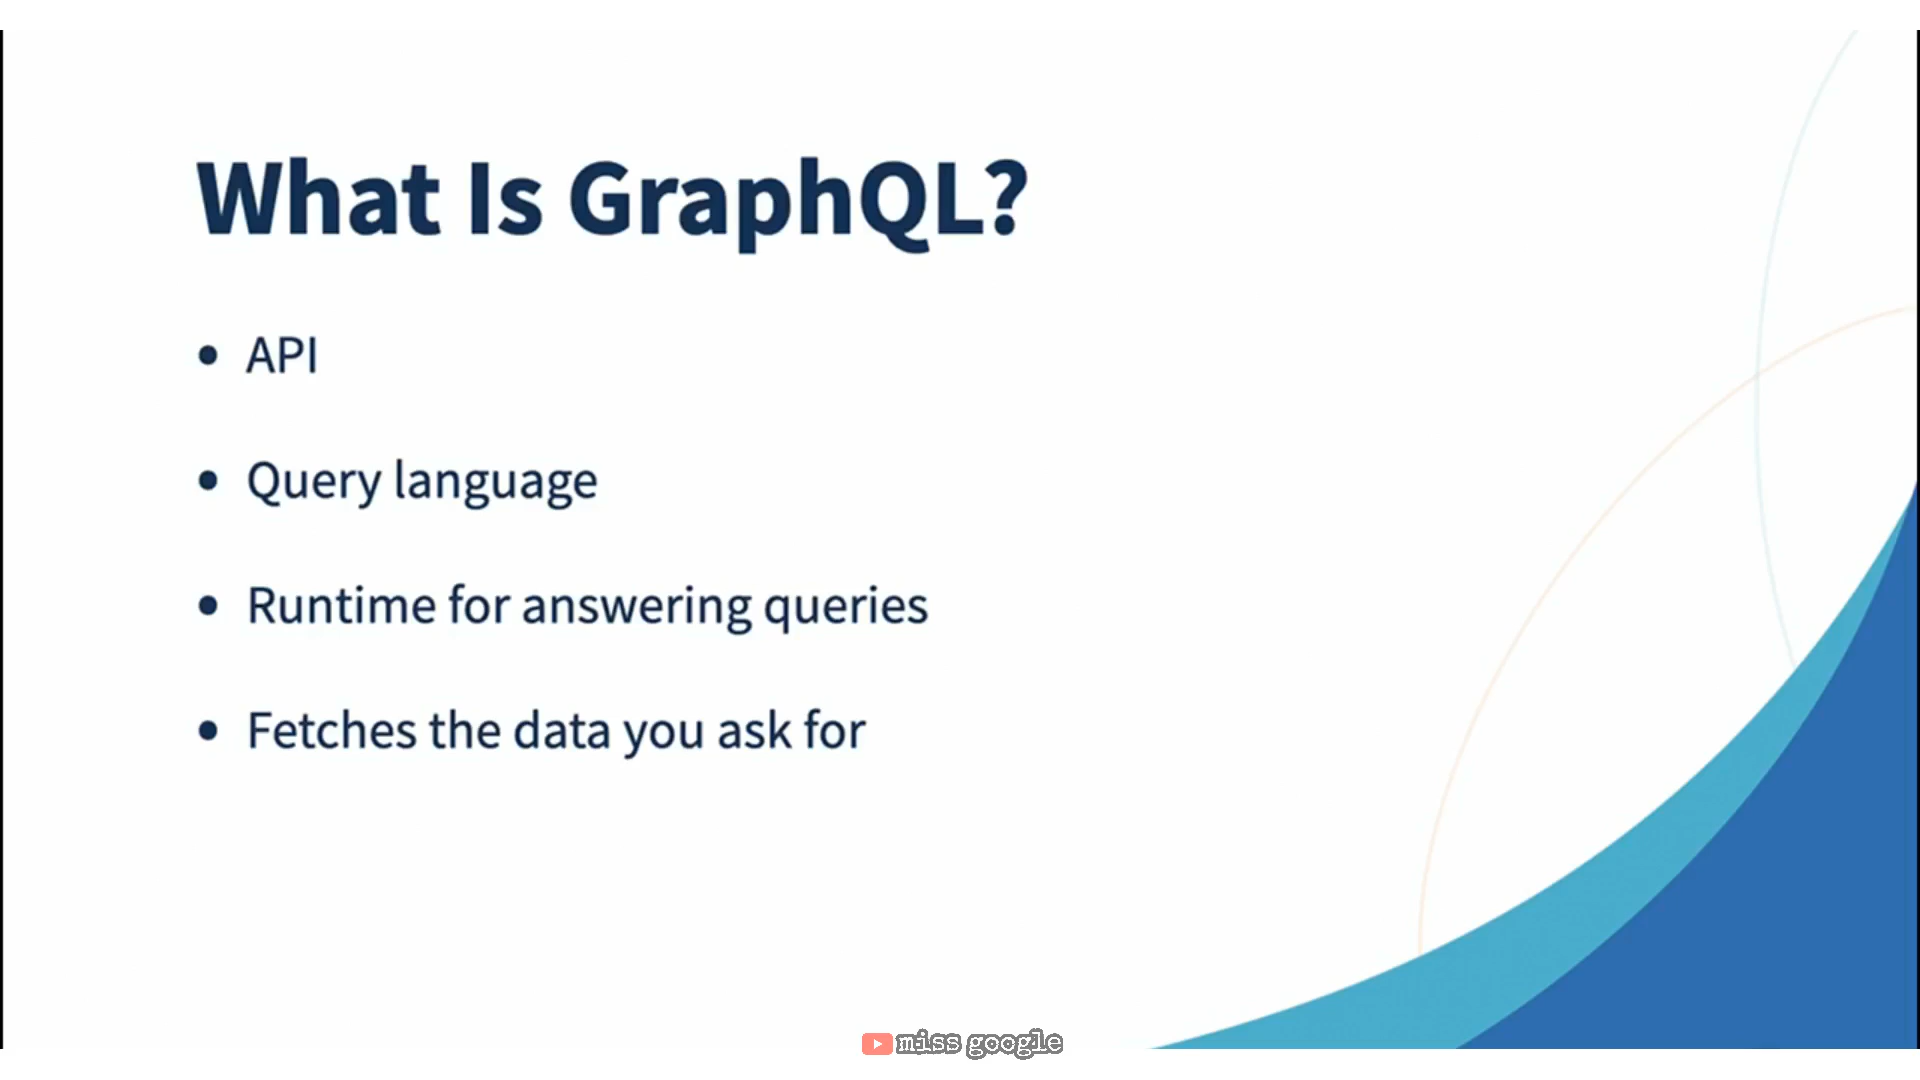 What Is GraphQL?
• API
• Query language
• Runtime for answering queries
• Fetches the data you ask for
miss google